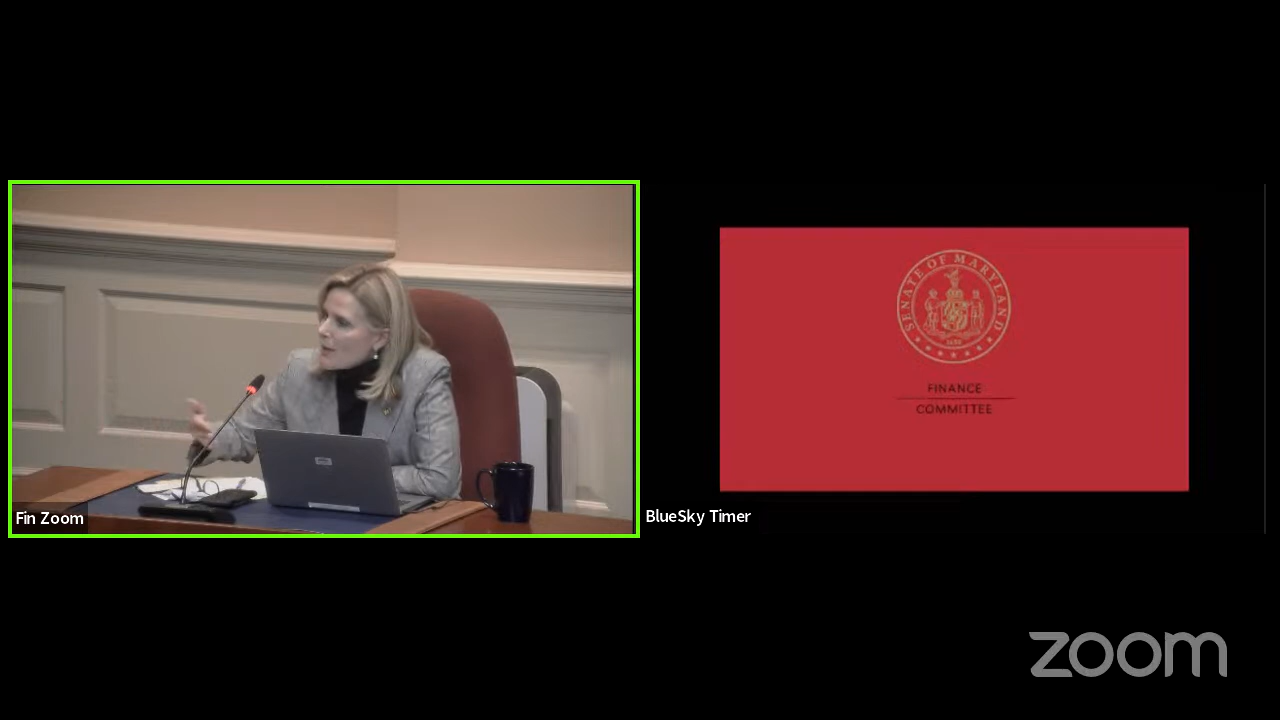 Fin Zoom
SENATE OF MARYLAND
FINANCE
COMMITTEE
BlueSky Timer
zoom